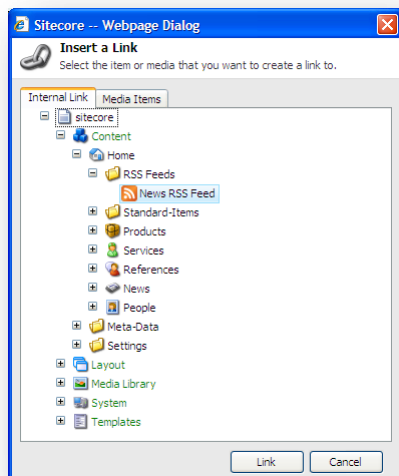 Sitecore -- Webpage Dialog
Insert a Link
Select the item or media that you want to create a link to.
Internal Link Media Items
sitecore
Content
Home
RSS Feeds
News RSS Feed
Standard-Items
Products
Services
References
News
People
Meta-Data
Settings
Layout
Media Library
System
Templates
Link Cancel